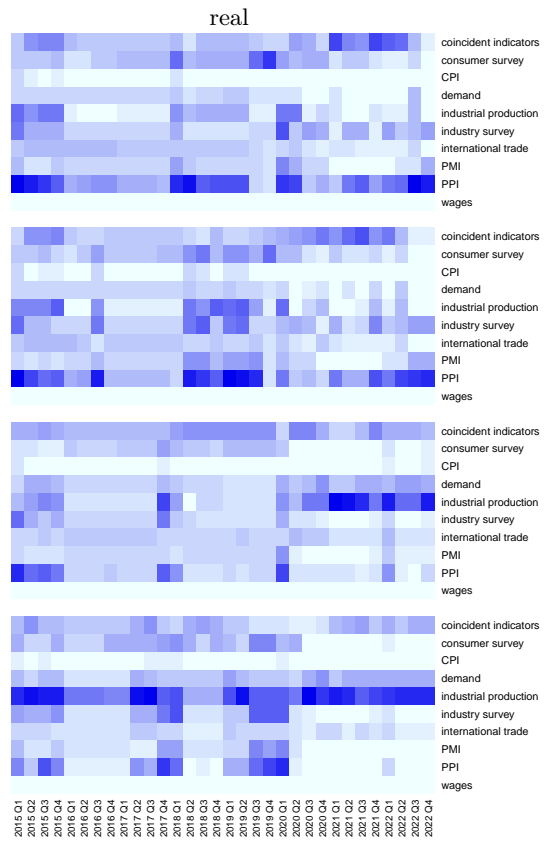 real
coincident indicators
consumer survey
CPI
demand
industrial production
industry survey
international trade
PMI
PPI
wages
coincident indicators
consumer survey
CPI
demand
industrial production
industry survey
international trade
PMI
PPI
wages
coincident indicators
consumer survey
CPI
demand
industrial production
industry survey
international trade
PMI
PPI
wages
coincident indicators
consumer survey
CPI
demand
industrial production
industry survey
international trade
PMI
PPI
wages
2015 Q1
2015 Q2
2015 Q3
2015 Q4
2016 Q1
2016 Q2
2016 Q3
2016 Q4
2017 Q1
2017 Q2
2017 Q3
2017 Q4
2018 Q1
2018 Q2
2018 Q3
2018 Q4
2019 Q1
2019 Q2
2019 Q3
2019 Q4
2020 Q1
2020 Q2
2020 Q3
2020 Q4
2021 Q1
2021 Q2
2021 Q3
2021 Q4
2022 Q1
2022 Q2
2022 Q3
2022 Q4